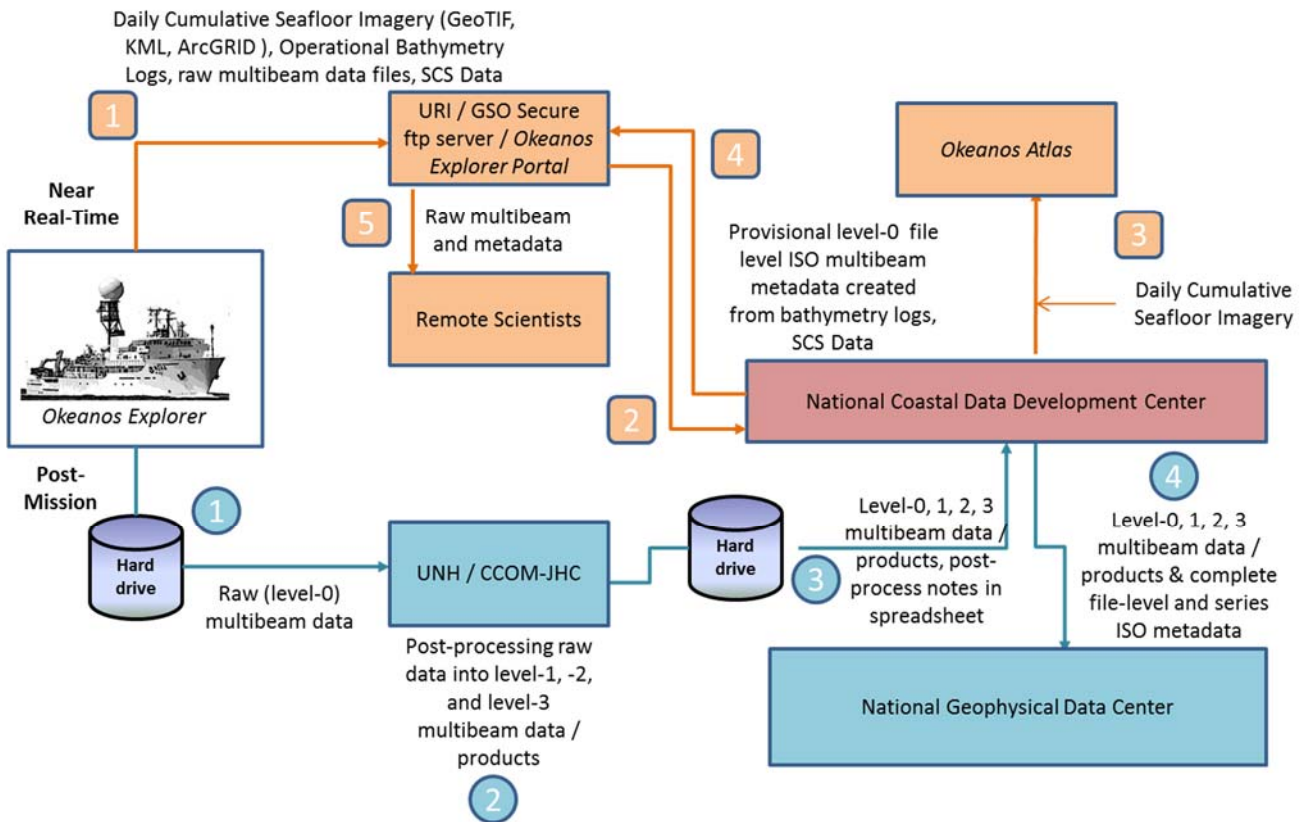 Daily Cumulative Seafloor Imagery (GeoTIF,
KML, ArcGRID ), Operational Bathymetry
Logs, raw multibeam data files, SCS Data
1
URI / GSO Secure
ftp server / Okeanos
Explorer Portal
4
Okeanos Atlas
Near
Real-Time
5
Raw multibeam
and metadata
Provisional level-0 file
level ISO multibeam
metadata created
from bathymetry logs,
SCS Data
3
Daily Cumulative
Seafloor Imagery
Remote Scientists
Okeanos Explorer
2
National Coastal Data Development Center
Post-
Mission
1
Hard
drive
Raw (level-0)
multibeam data
UNH / CCOM-JHC
Post-processing raw
data into level-1, -2,
and level-3
multibeam data /
products
2
Hard
drive
3
Level-0, 1, 2, 3
multibeam data /
products, post-
process notes in
spreadsheet
4
Level-0, 1, 2, 3
multibeam data /
products & complete
file-level and series
ISO metadata
National Geophysical Data Center